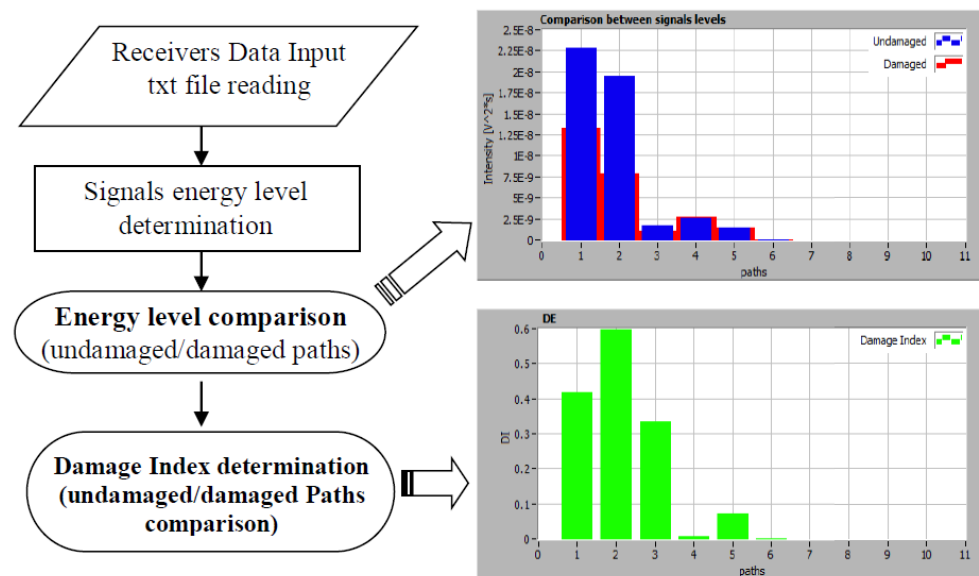 Receivers Data Input
txt file reading
Signals energy level
determination
Energy level comparison
(undamaged/damaged paths)
Damage Index determination
(undamaged/damaged Paths
comparison)
Comparison between signals levels
Undamaged
Damaged
Intensity [V^2*s]
2.5E-8
2.25E-8
2E-8
1.75E-8
1.5E-8
1.25E-8
1E-8
7.5E-9
5E-9
2.5E-9
0
0 1 2 3 4 5 6 7 8 9 10 11
paths
DE
Damage Index
DI
0.6
0.5
0.4
0.3
0.2
0.1
0
0 1 2 3 4 5 6 7 8 9 10 11
paths